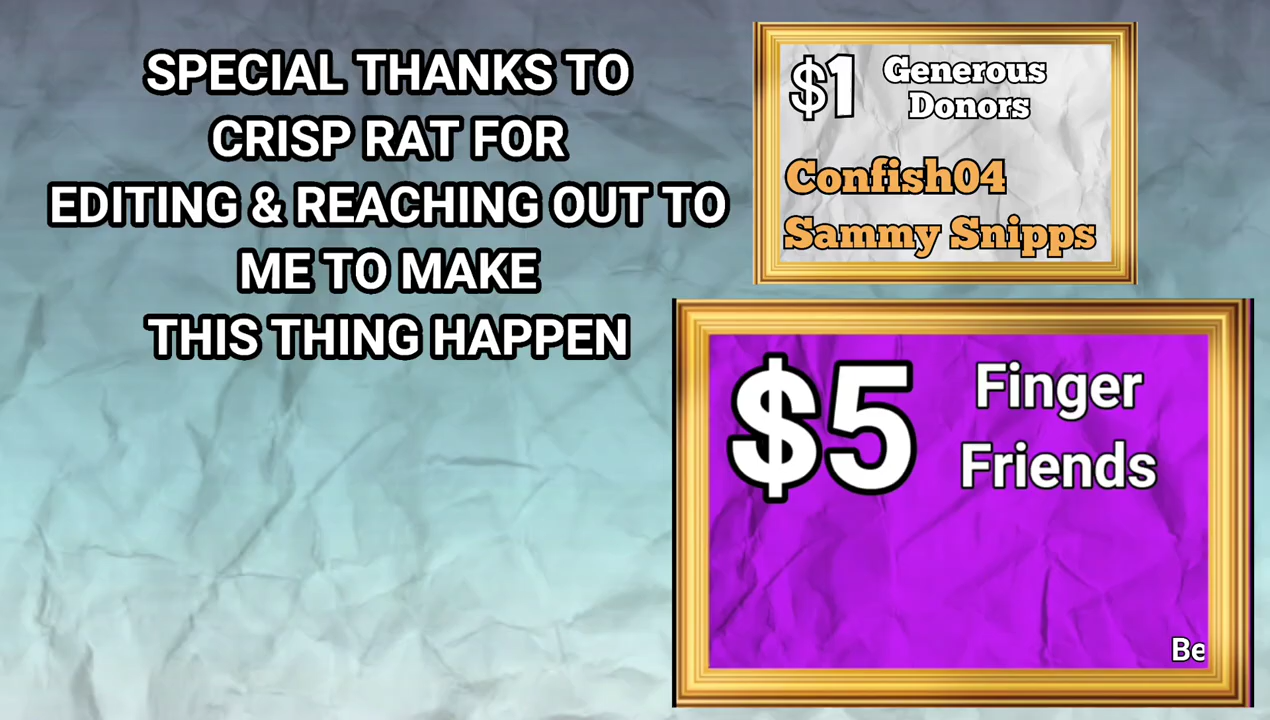 SPECIAL THANKS TO
CRISP RAT FOR
EDITING & REACHING OUT TO
ME TO MAKE
THIS THING HAPPEN
$1 Generous
Donors
Confish04
Sammy Snipps
$5 Finger
Friends
Be